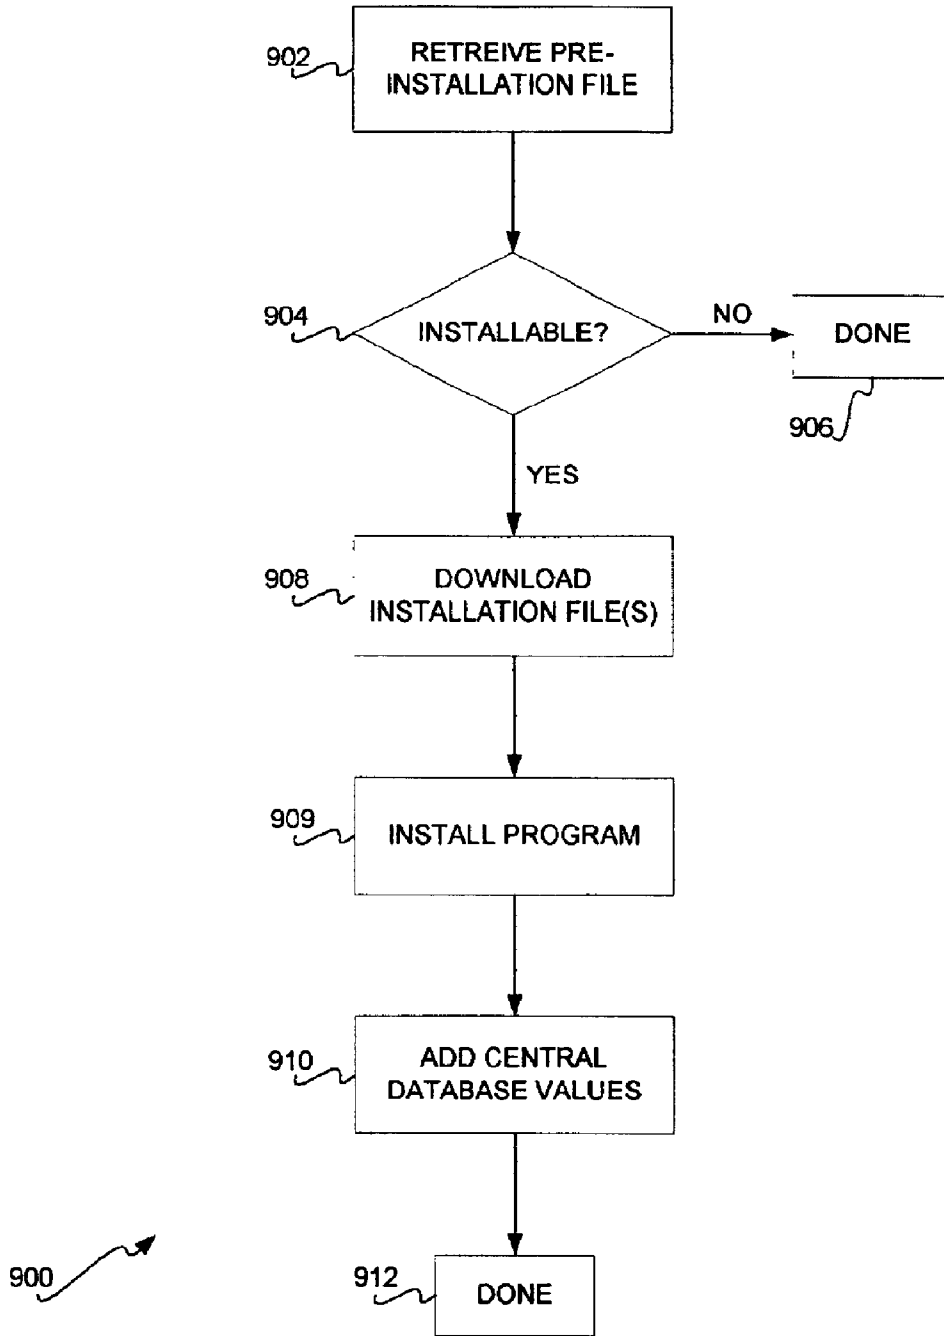 902
RETREIVE PRE-
INSTALLATION FILE
904
INSTALLABLE?
NO
DONE
906
YES
908
DOWNLOAD
INSTALLATION FILE(S)
909
INSTALL PROGRAM
910
ADD CENTRAL
DATABASE VALUES
900
912
DONE